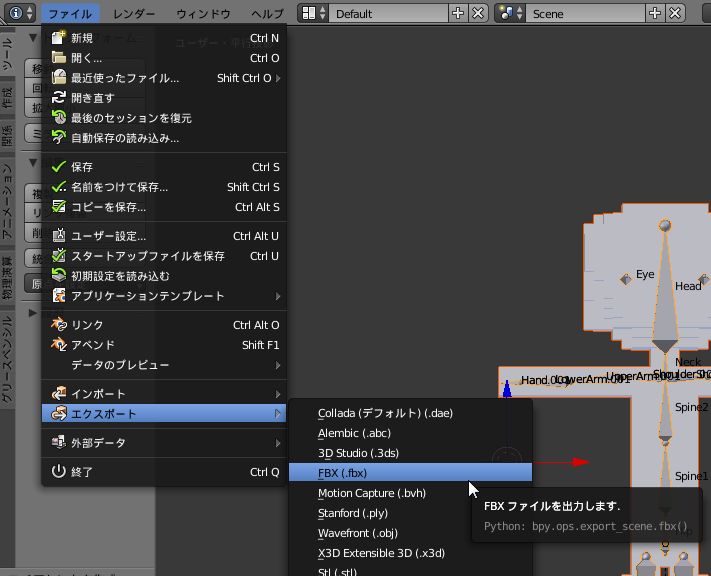 ファイル レンダー ウィンドウ ヘルプ Default Scene
新規 Ctrl N
開く... Ctrl O
最近使ったファイル... Shift Ctrl O
開き直す
最後のセッションを復元
自動保存の読み込み...
保存 Ctrl S
名前をつけて保存... Shift Ctrl S
コピーを保存... Ctrl Alt S
ユーザー設定... Ctrl Alt U
スタートアップファイルを保存 Ctrl U
初期設定を読み込む
アプリケーションテンプレート
リンク Ctrl Alt O
アペンド Shift F1
データのプレビュー
インポート
エクスポート
外部データ
終了 Ctrl Q
Collada (デフォルト) (.dae)
Alembic (.abc)
3D Studio (.3ds)
FBX (.fbx)
Motion Capture (.bvh)
Stanford (.ply)
Wavefront (.obj)
X3D Extensible 3D (.x3d)
Stl (.stl)
FBX ファイルを出力します.
Python: bpy.ops.export_scene.fbx()
ツール
作成
関係
アニメーション
物理演算
グリースペンシル
Eye
Head
Neck
Hand_001
LowerArm.001
UpperArm.001
Spine2
Spine1